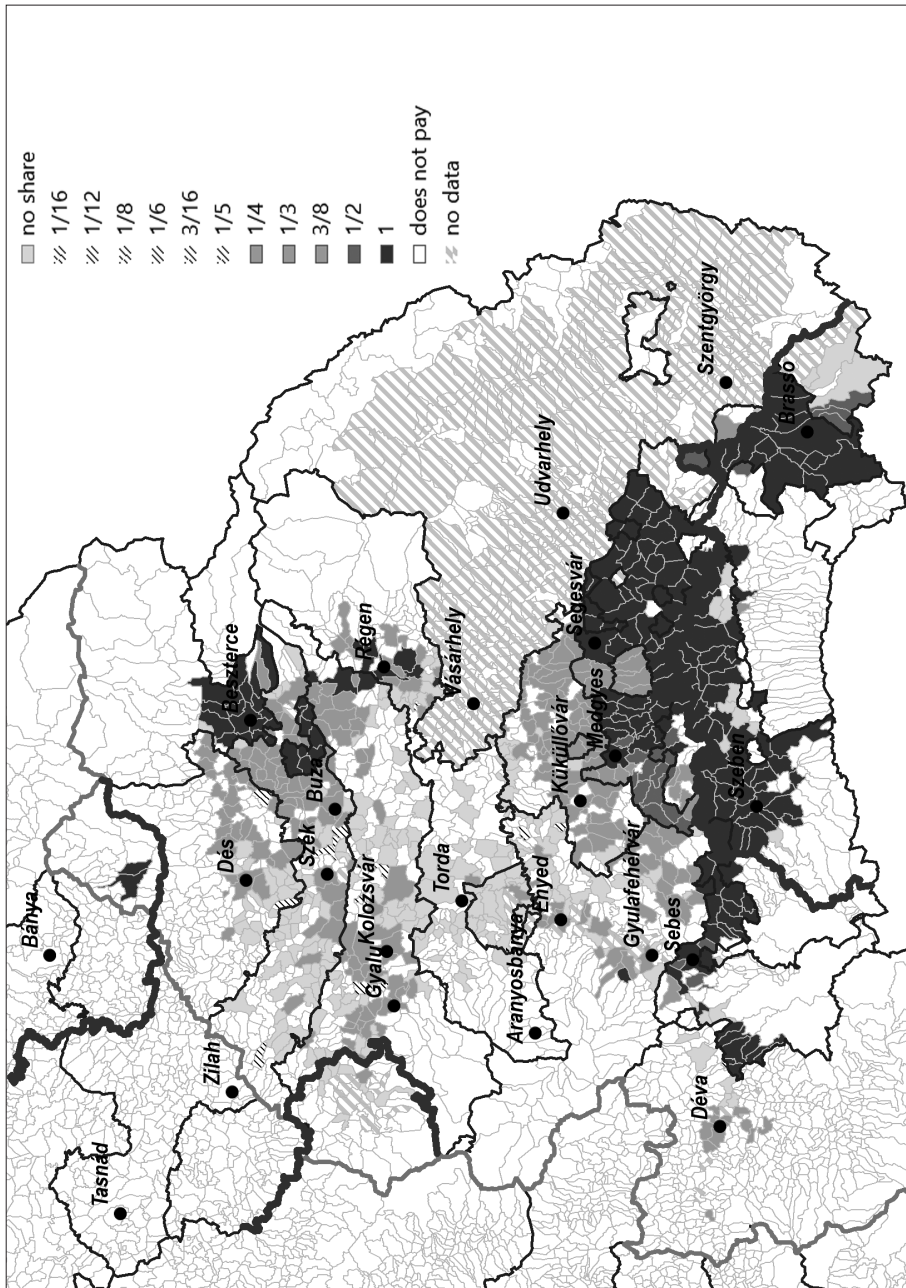 no share
1/16
1/12
1/8
1/6
3/16
1/5
1/4
1/3
3/8
1/2
1
does not pay
no data
Tasnád
Bánya
Zilah
Dés
Beszterce
Szék
Buza
Régen
Gyalu
Kolozsvár
Torda
Vásárhely
Aranyosbánya
Enyed
Küküllővár
Udvarhely
Segesvár
Medgyes
Gyulafehérvár
Sebes
Szeben
Déva
Szentgyörgy
Brassó